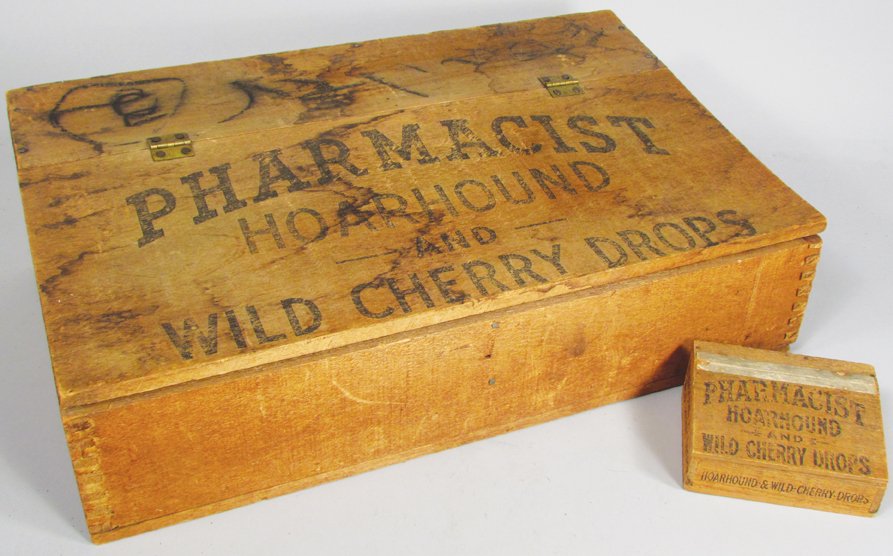 PHARMACIST
HOARHOUND
AND
WILD CHERRY DROPS
PHARMACIST
HOARHOUND
AND
WILD CHERRY DROPS
HOARHOUND & WILD-CHERRY-DROPS